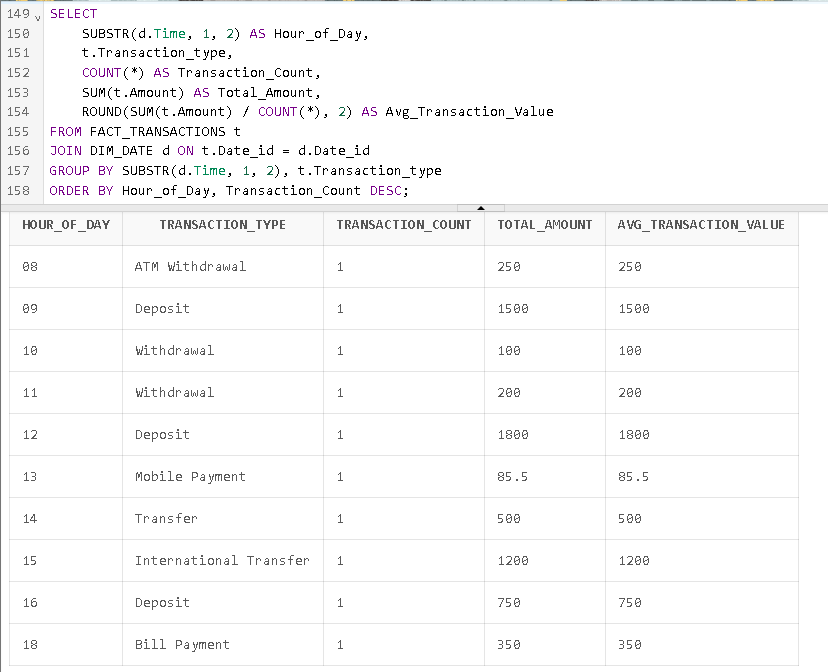 149 SELECT
150 SUBSTR(d.Time, 1, 2) AS Hour_of_Day,
151 t.Transaction_type,
152 COUNT(*) AS Transaction_Count,
153 SUM(t.Amount) AS Total_Amount,
154 ROUND(SUM(t.Amount) / COUNT(*), 2) AS Avg_Transaction_Value
155 FROM FACT_TRANSACTIONS t
156 JOIN DIM_DATE d ON t.Date_id = d.Date_id
157 GROUP BY SUBSTR(d.Time, 1, 2), t.Transaction_type
158 ORDER BY Hour_of_Day, Transaction_Count DESC;
HOUR_OF_DAY TRANSACTION_TYPE TRANSACTION_COUNT TOTAL_AMOUNT AVG_TRANSACTION_VALUE
08 ATM Withdrawal 1 250 250
09 Deposit 1 1500 1500
10 Withdrawal 1 100 100
11 Withdrawal 1 200 200
12 Deposit 1 1800 1800
13 Mobile Payment 1 85.5 85.5
14 Transfer 1 500 500
15 International Transfer 1 1200 1200
16 Deposit 1 750 750
18 Bill Payment 1 350 350